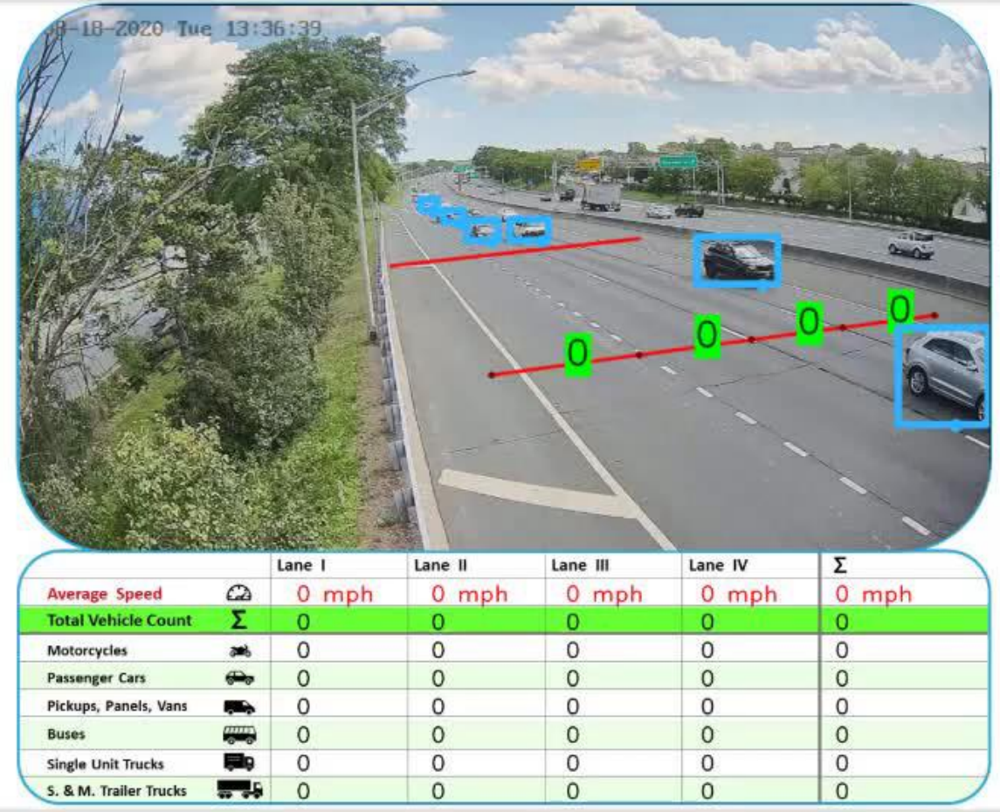 -18-2020 Tue 13:36:39
0 0 0 0
Lane I Lane II Lane III Lane IV Σ
Average Speed 0 mph 0 mph 0 mph 0 mph 0 mph
Total Vehicle Count Σ 0 0 0 0 0
Motorcycles 0 0 0 0 0
Passenger Cars 0 0 0 0 0
Pickups, Panels, Vans 0 0 0 0 0
Buses 0 0 0 0 0
Single Unit Trucks 0 0 0 0 0
S. & M. Trailer Trucks 0 0 0 0 0